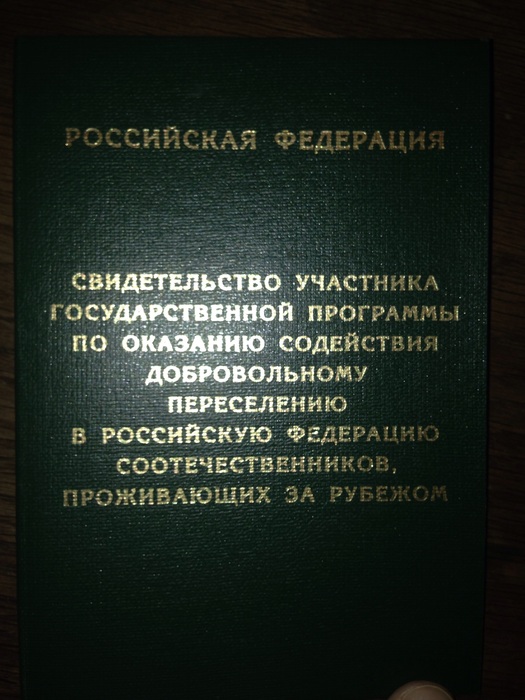 РОССИЙСКАЯ ФЕДЕРАЦИЯ
СВИДЕТЕЛЬСТВО УЧАСТНИКА
ГОСУДАРСТВЕННОЙ ПРОГРАММЫ
ПО ОКАЗАНИЮ СОДЕЙСТВИЯ
ДОБРОВОЛЬНОМУ
ПЕРЕСЕЛЕНИЮ
В РОССИЙСКУЮ ФЕДЕРАЦИЮ
СООТЕЧЕСТВЕННИКОВ,
ПРОЖИВАЮЩИХ ЗА РУБЕЖОМ